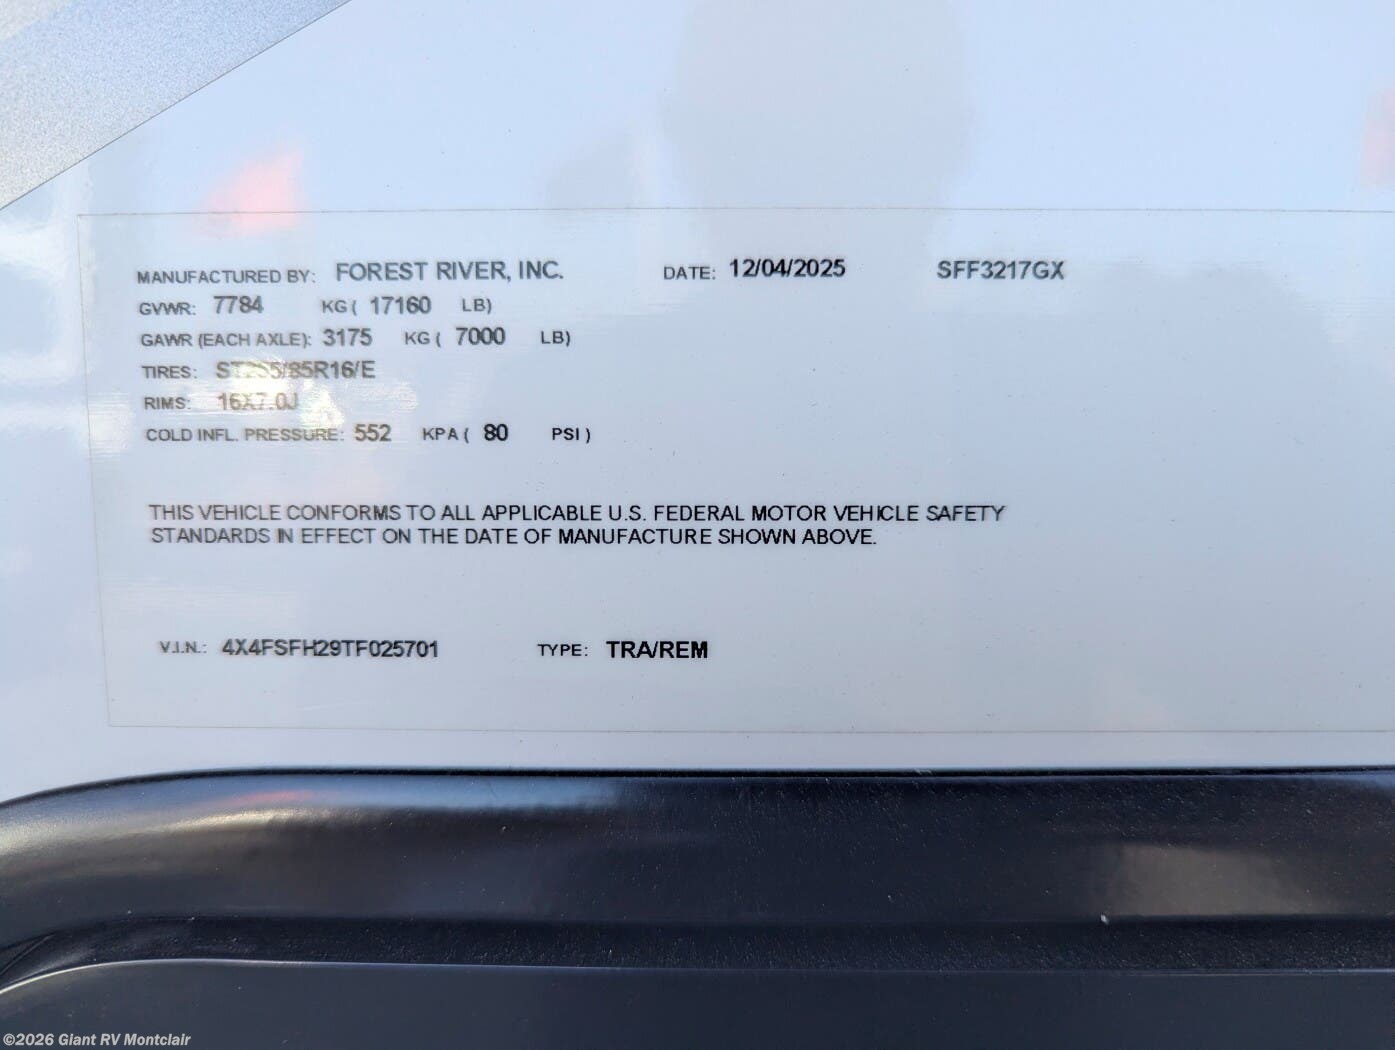 MANUFACTURED BY: FOREST RIVER, INC. DATE: 12/04/2025 SFF3217GX
GVWR: 7784 KG ( 17160 LB)
GAWR (EACH AXLE): 3175 KG ( 7000 LB)
TIRES: ST235/85R16/E
RIMS: 16X7.0J
COLD INFL. PRESSURE: 552 KPA ( 80 PSI )
THIS VEHICLE CONFORMS TO ALL APPLICABLE U.S. FEDERAL MOTOR VEHICLE SAFETY
STANDARDS IN EFFECT ON THE DATE OF MANUFACTURE SHOWN ABOVE.
V.I.N.: 4X4FSFH29TF025701 TYPE: TRA/REM
©2026 Giant RV Montclair